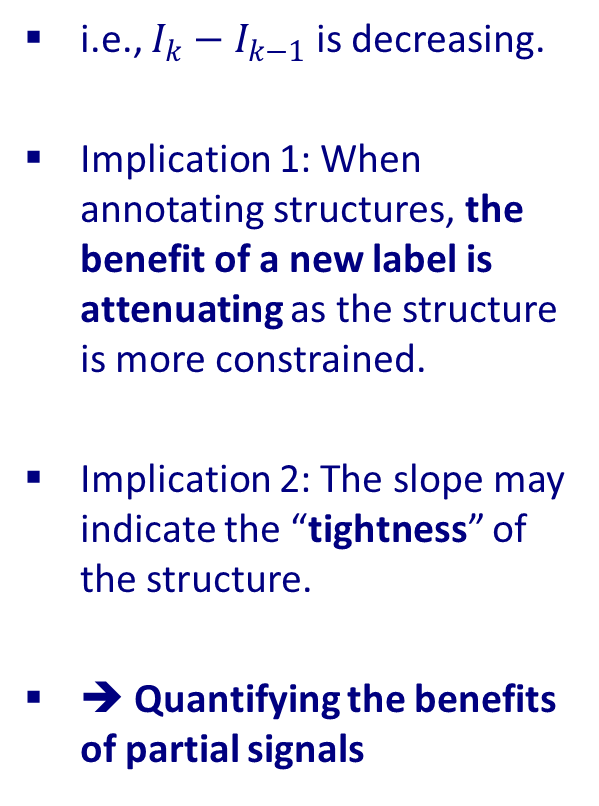 ▪ i.e., I_k − I_{k−1} is decreasing.
▪ Implication 1: When
annotating structures, the
benefit of a new label is
attenuating as the structure
is more constrained.
▪ Implication 2: The slope may
indicate the “tightness” of
the structure.
▪ ➔ Quantifying the benefits
of partial signals